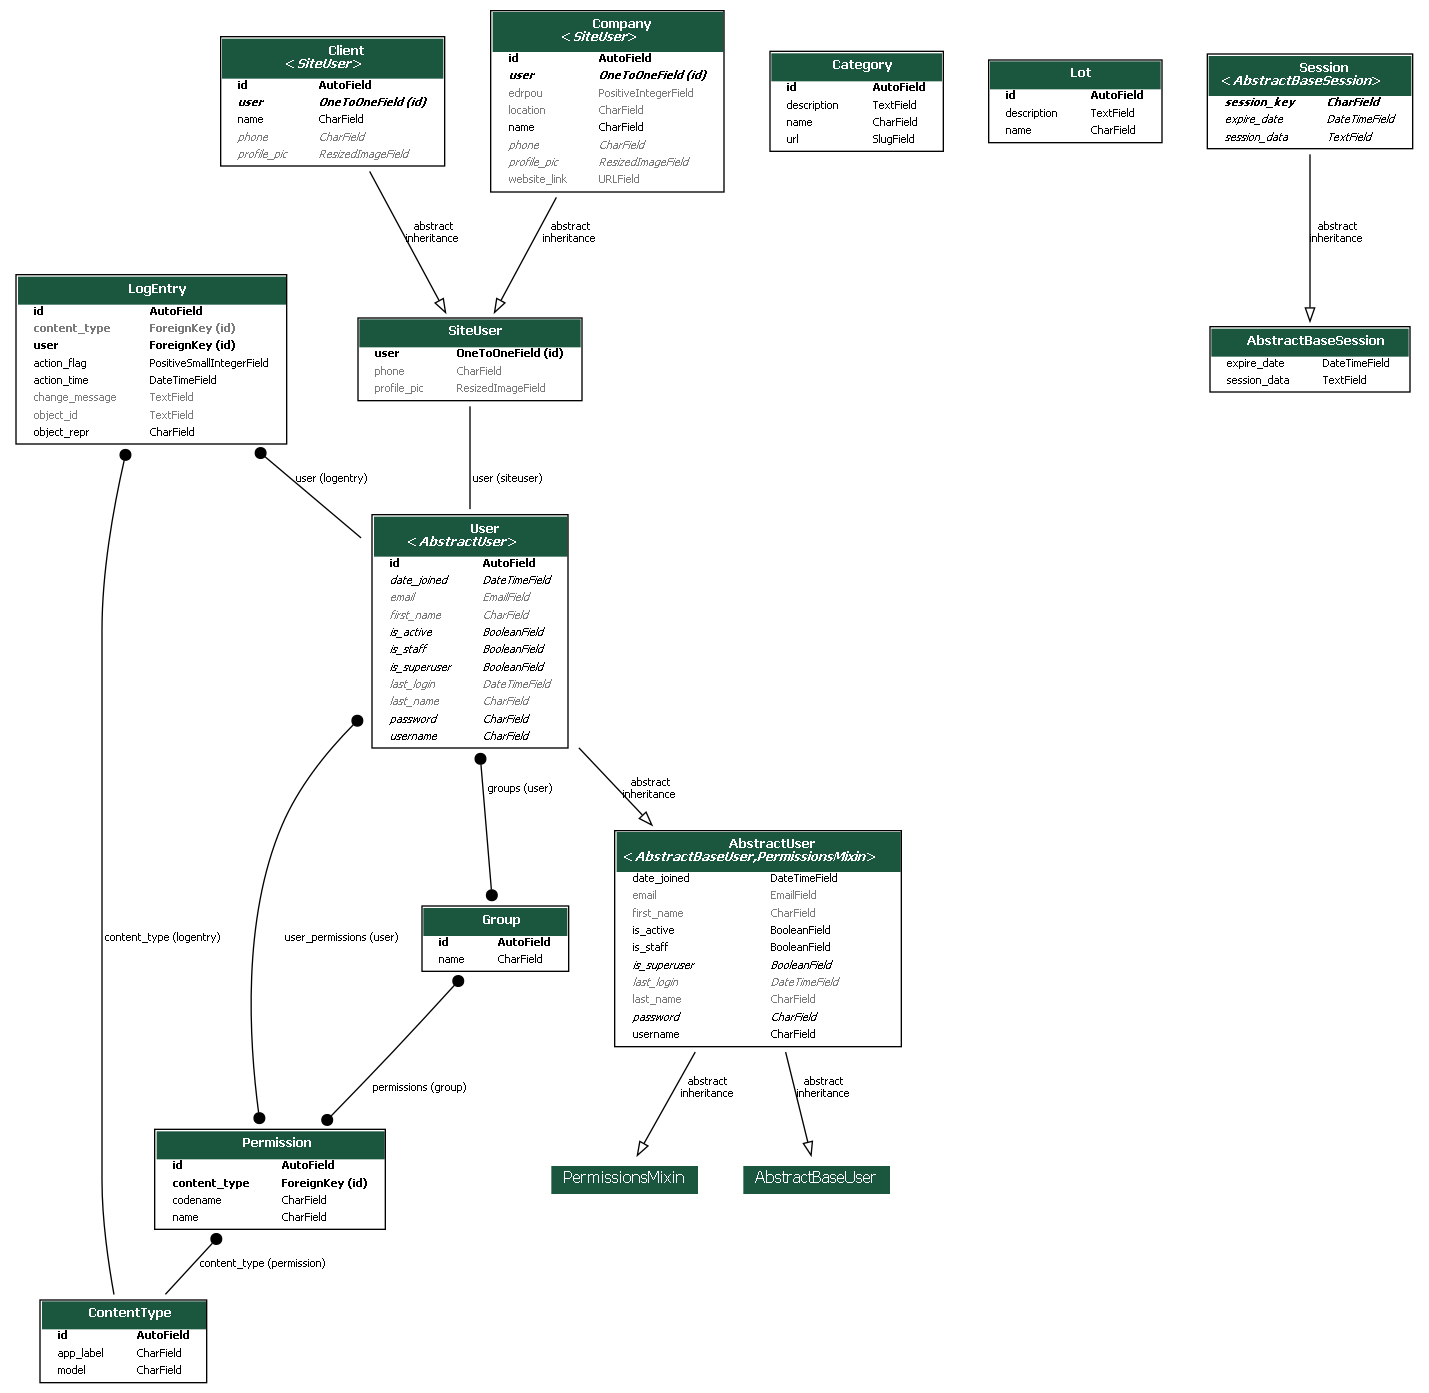 Client
< SiteUser >
id AutoField
user OneToOneField (id)
name CharField
phone CharField
profile_pic ResizedImageField
Company
< SiteUser >
id AutoField
user OneToOneField (id)
edrpou PositiveIntegerField
location CharField
name CharField
phone CharField
profile_pic ResizedImageField
website_link URLField
Category
id AutoField
description TextField
name CharField
url SlugField
Lot
id AutoField
description TextField
name CharField
Session
< AbstractBaseSession >
session_key CharField
expire_date DateTimeField
session_data TextField
abstract
inheritance
abstract
inheritance
abstract
inheritance
LogEntry
id AutoField
content_type ForeignKey (id)
user ForeignKey (id)
action_flag PositiveSmallIntegerField
action_time DateTimeField
change_message TextField
object_id TextField
object_repr CharField
SiteUser
user OneToOneField (id)
phone CharField
profile_pic ResizedImageField
AbstractBaseSession
expire_date DateTimeField
session_data TextField
user (logentry)
user (siteuser)
User
< AbstractUser >
id AutoField
date_joined DateTimeField
email EmailField
first_name CharField
is_active BooleanField
is_staff BooleanField
is_superuser BooleanField
last_login DateTimeField
last_name CharField
password CharField
username CharField
groups (user)
abstract
inheritance
AbstractUser
< AbstractBaseUser,PermissionsMixin >
date_joined DateTimeField
email EmailField
first_name CharField
is_active BooleanField
is_staff BooleanField
is_superuser BooleanField
last_login DateTimeField
last_name CharField
password CharField
username CharField
content_type (logentry)
user_permissions (user)
Group
id AutoField
name CharField
permissions (group)
abstract
inheritance
abstract
inheritance
Permission
id AutoField
content_type ForeignKey (id)
codename CharField
name CharField
PermissionsMixin
AbstractBaseUser
content_type (permission)
ContentType
id AutoField
app_label CharField
model CharField